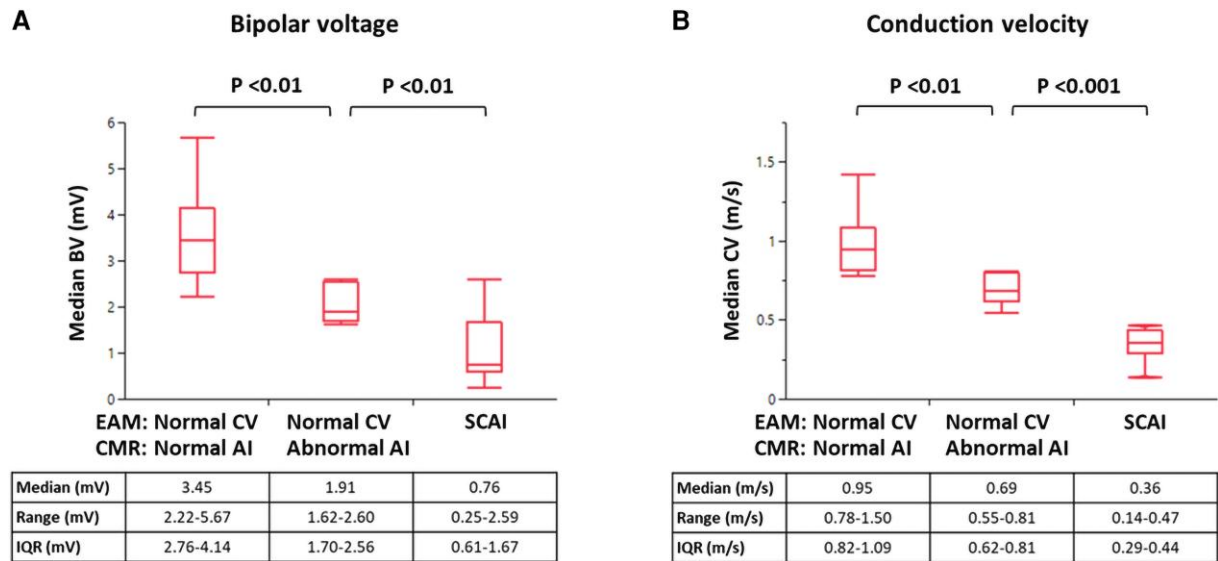 A
Bipolar voltage
P <0.01
P <0.01
Median BV (mV)
6
5
4
3
2
1
0
EAM: Normal CV Normal CV SCAI
CMR: Normal AI Abnormal AI
Median (mV) 3.45 1.91 0.76
Range (mV) 2.22-5.67 1.62-2.60 0.25-2.59
IQR (mV) 2.76-4.14 1.70-2.56 0.61-1.67
B
Conduction velocity
P <0.01
P <0.001
Median CV (m/s)
1.5
1
0.5
0
EAM: Normal CV Normal CV SCAI
CMR: Normal AI Abnormal AI
Median (m/s) 0.95 0.69 0.36
Range (m/s) 0.78-1.50 0.55-0.81 0.14-0.47
IQR (m/s) 0.82-1.09 0.62-0.81 0.29-0.44